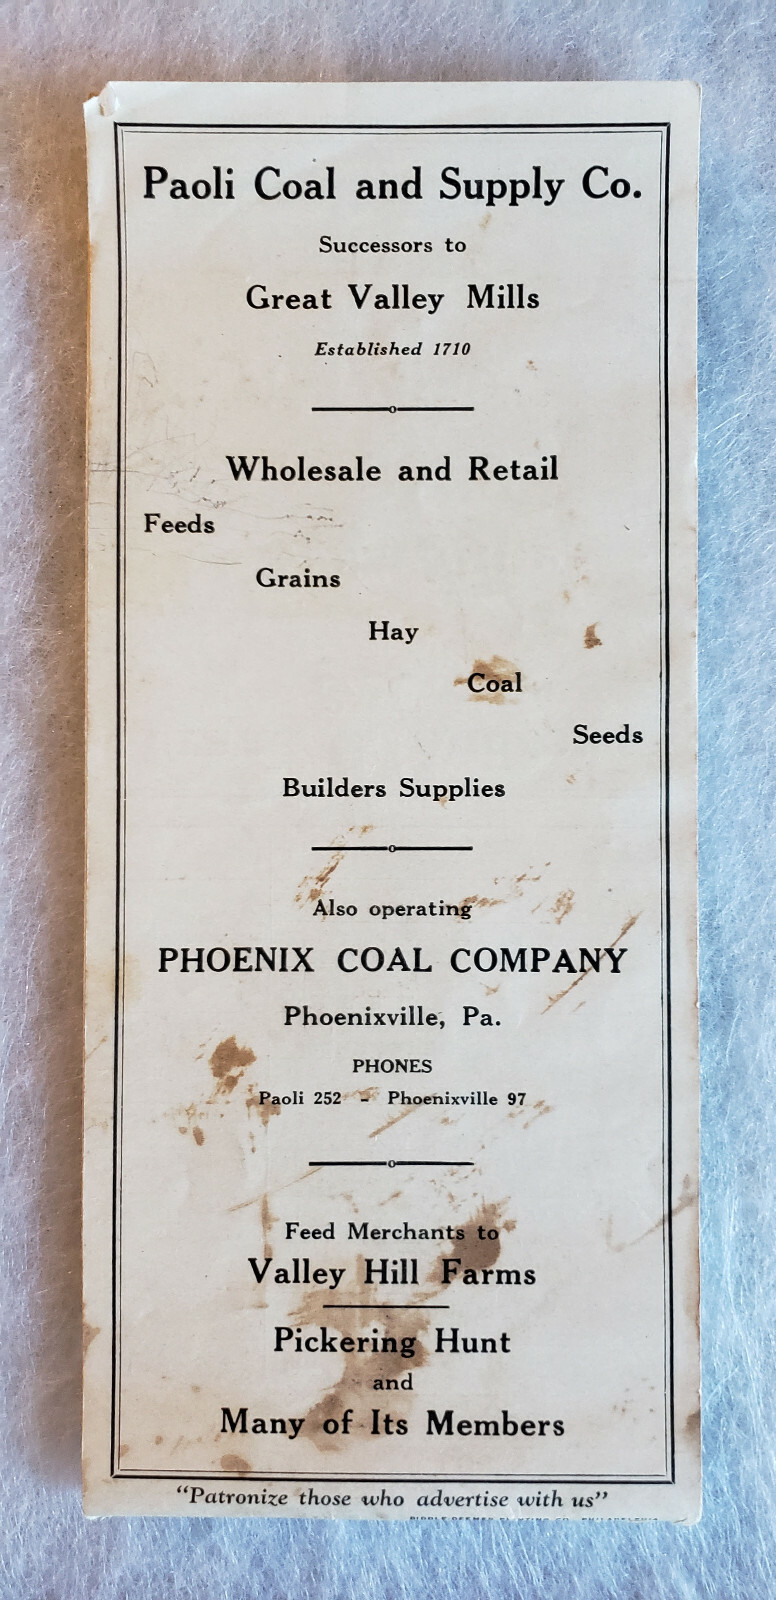 Paoli Coal and Supply Co.
Successors to
Great Valley Mills
Established 1710
Wholesale and Retail
Feeds
Grains
Hay
Coal
Seeds
Builders Supplies
Also operating
PHOENIX COAL COMPANY
Phoenixville, Pa.
PHONES
Paoli 252 - Phoenixville 97
Feed Merchants to
Valley Hill Farms
Pickering Hunt
and
Many of Its Members
"Patronize those who advertise with us"